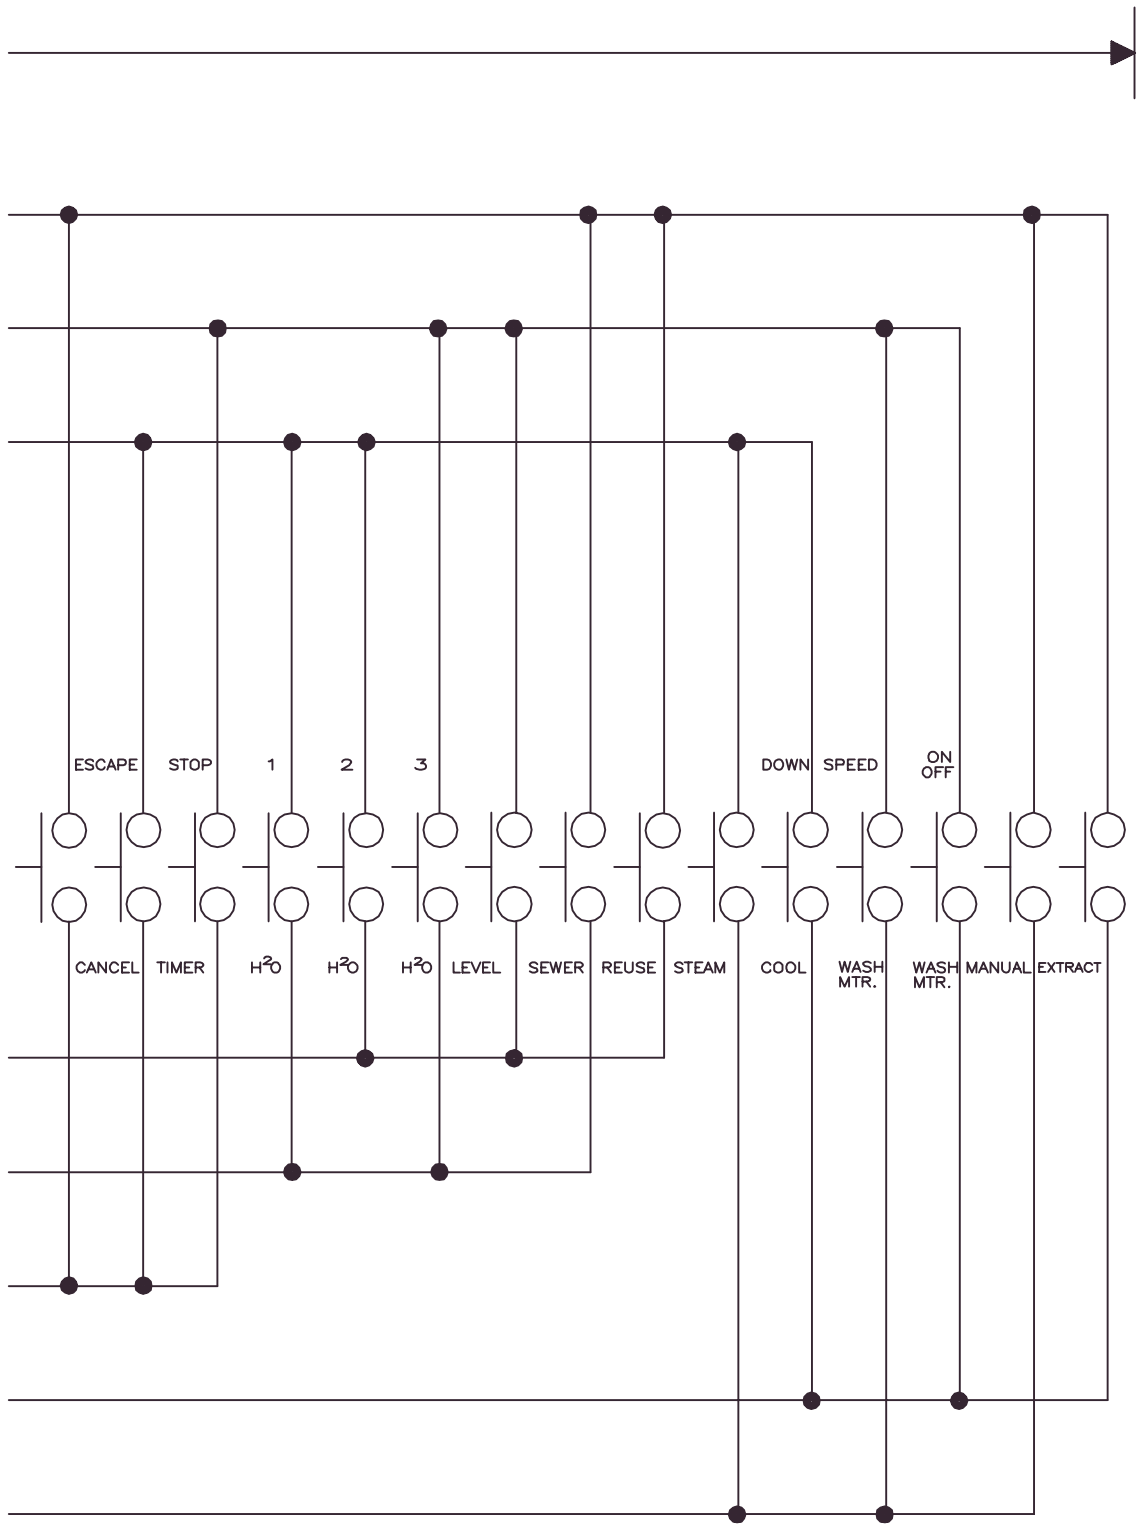 ESCAPE STOP 1 2 3 DOWN SPEED ON
OFF
CANCEL TIMER H²O H²O H²O LEVEL SEWER REUSE STEAM COOL WASH WASH MANUAL EXTRACT
MTR. MTR.